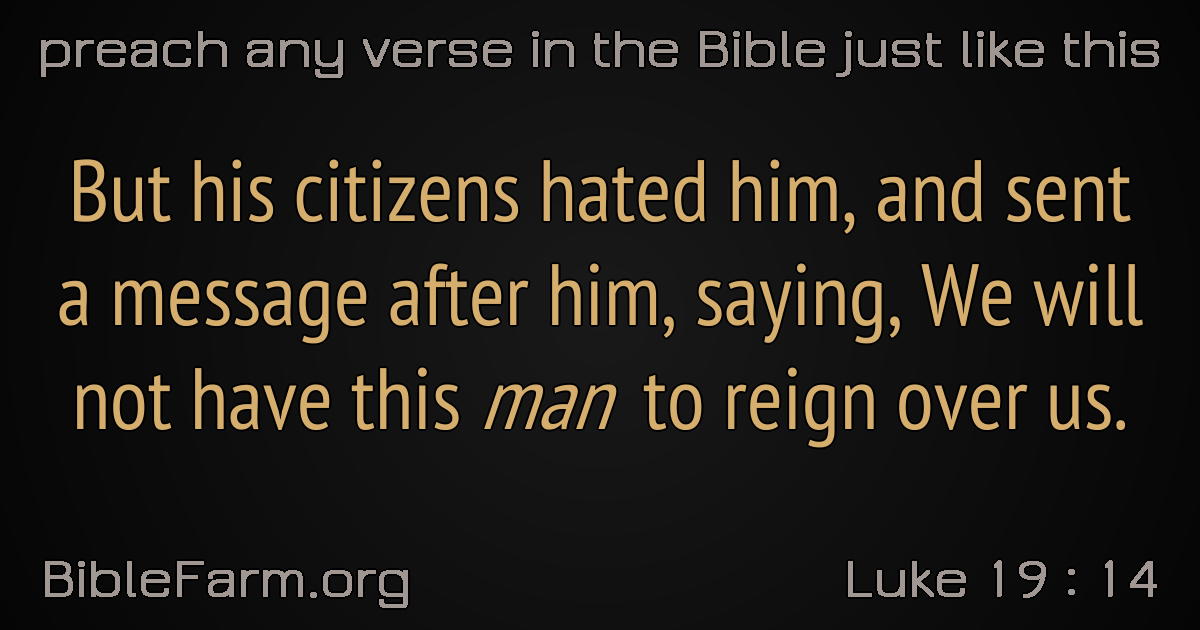 preach any verse in the Bible just like this
But his citizens hated him, and sent
a message after him, saying, We will
not have this man to reign over us.
BibleFarm.org
Luke 19 : 14